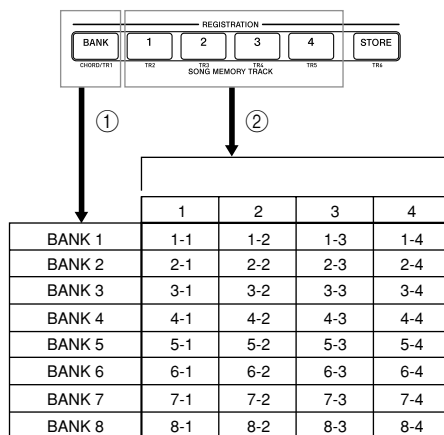 REGISTRATION
BANK 1 2 3 4 STORE
CHORD/TR1 TR2 TR3 TR4 TR5 TR6
SONG MEMORY TRACK
① ②
1 2 3 4
BANK 1 1-1 1-2 1-3 1-4
BANK 2 2-1 2-2 2-3 2-4
BANK 3 3-1 3-2 3-3 3-4
BANK 4 4-1 4-2 4-3 4-4
BANK 5 5-1 5-2 5-3 5-4
BANK 6 6-1 6-2 6-3 6-4
BANK 7 7-1 7-2 7-3 7-4
BANK 8 8-1 8-2 8-3 8-4